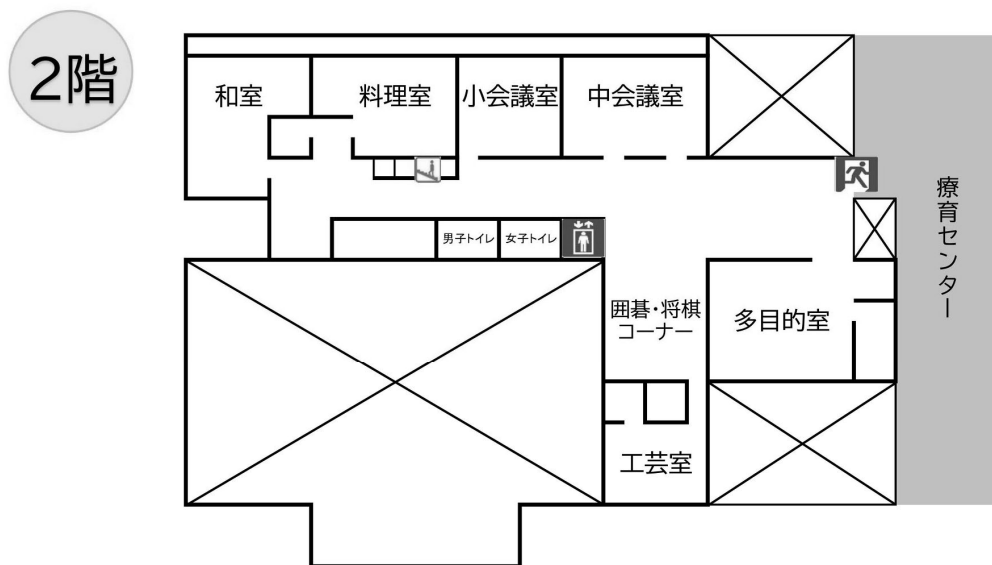 2階
和室
料理室
小会議室
中会議室
療育センター
男子トイレ
女子トイレ
囲碁・将棋
コーナー
多目的室
工芸室